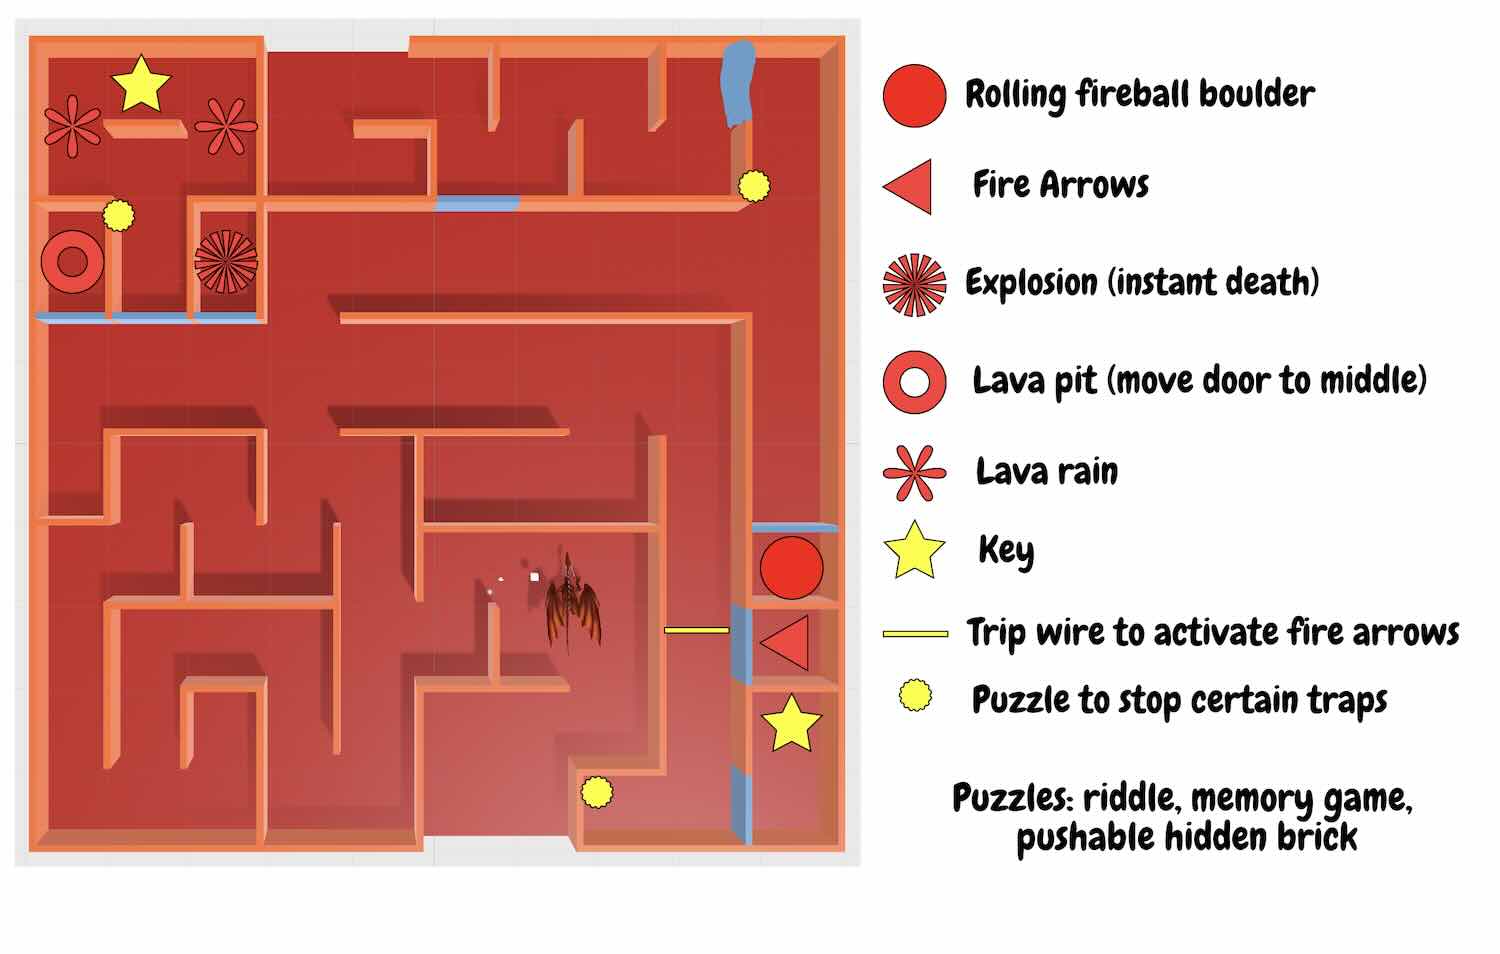 Rolling fireball boulder
Fire Arrows
Explosion (instant death)
Lava pit (move door to middle)
Lava rain
Key
Trip wire to activate fire arrows
Puzzle to stop certain traps
Puzzles: riddle, memory game,
pushable hidden brick